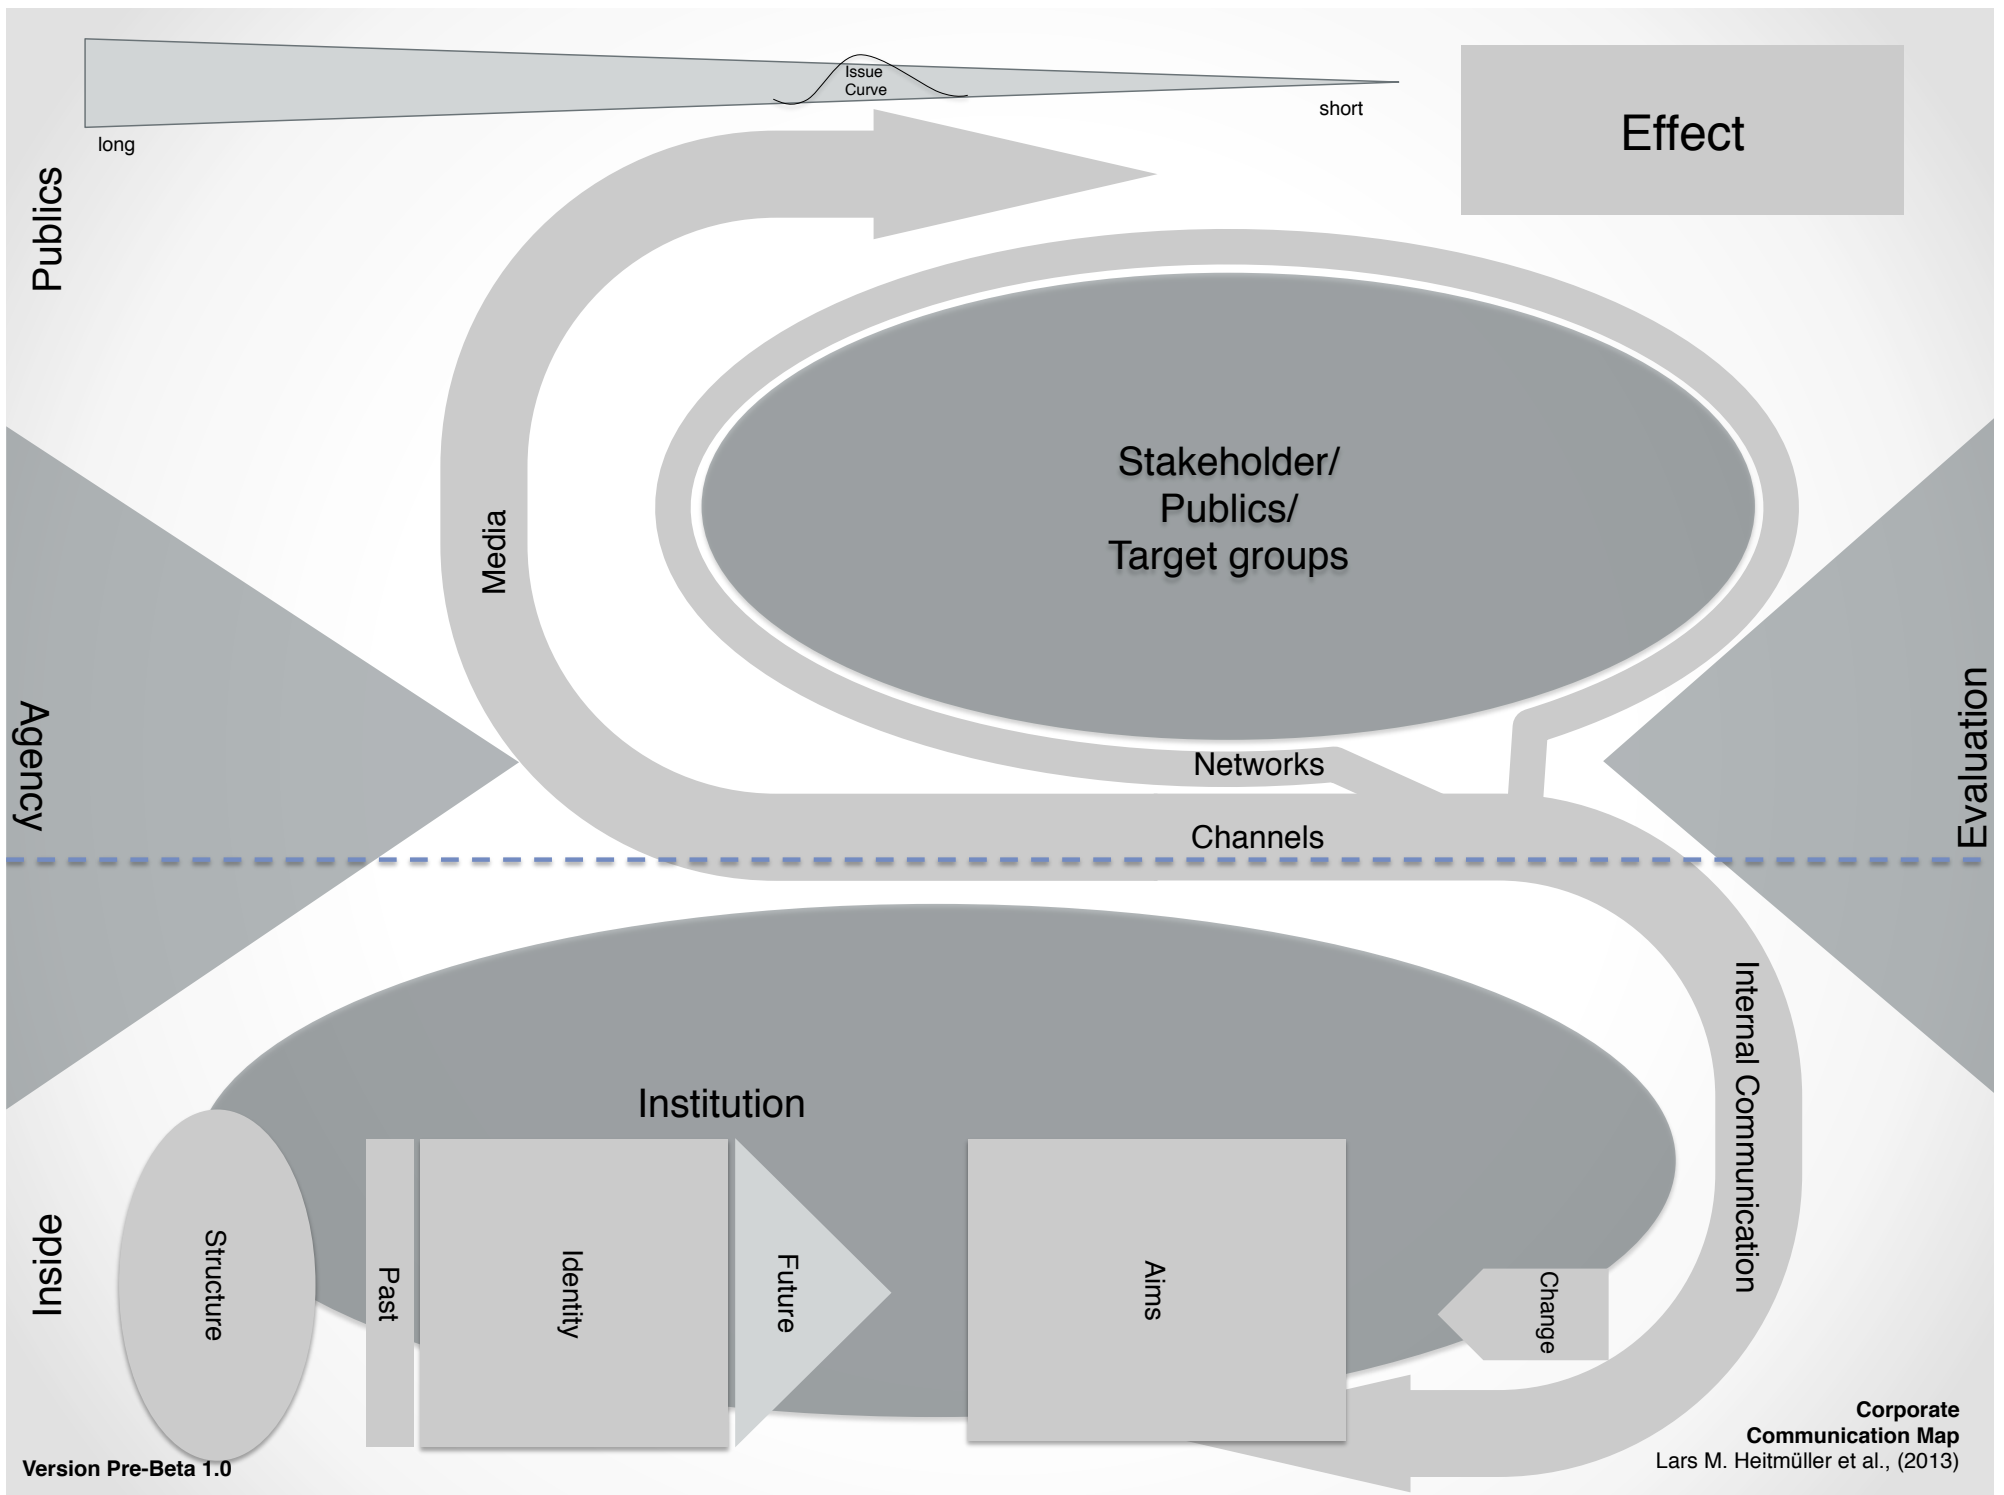 Issue
Curve
short
long
Effect
Publics
Stakeholder/
Publics/
Target groups
Media
Agency
Evaluation
Networks
Channels
Internal Communication
Institution
Inside
Structure
Past
Identity
Future
Aims
Change
Corporate
Communication Map
Lars M. Heitmüller et al., (2013)
Version Pre-Beta 1.0